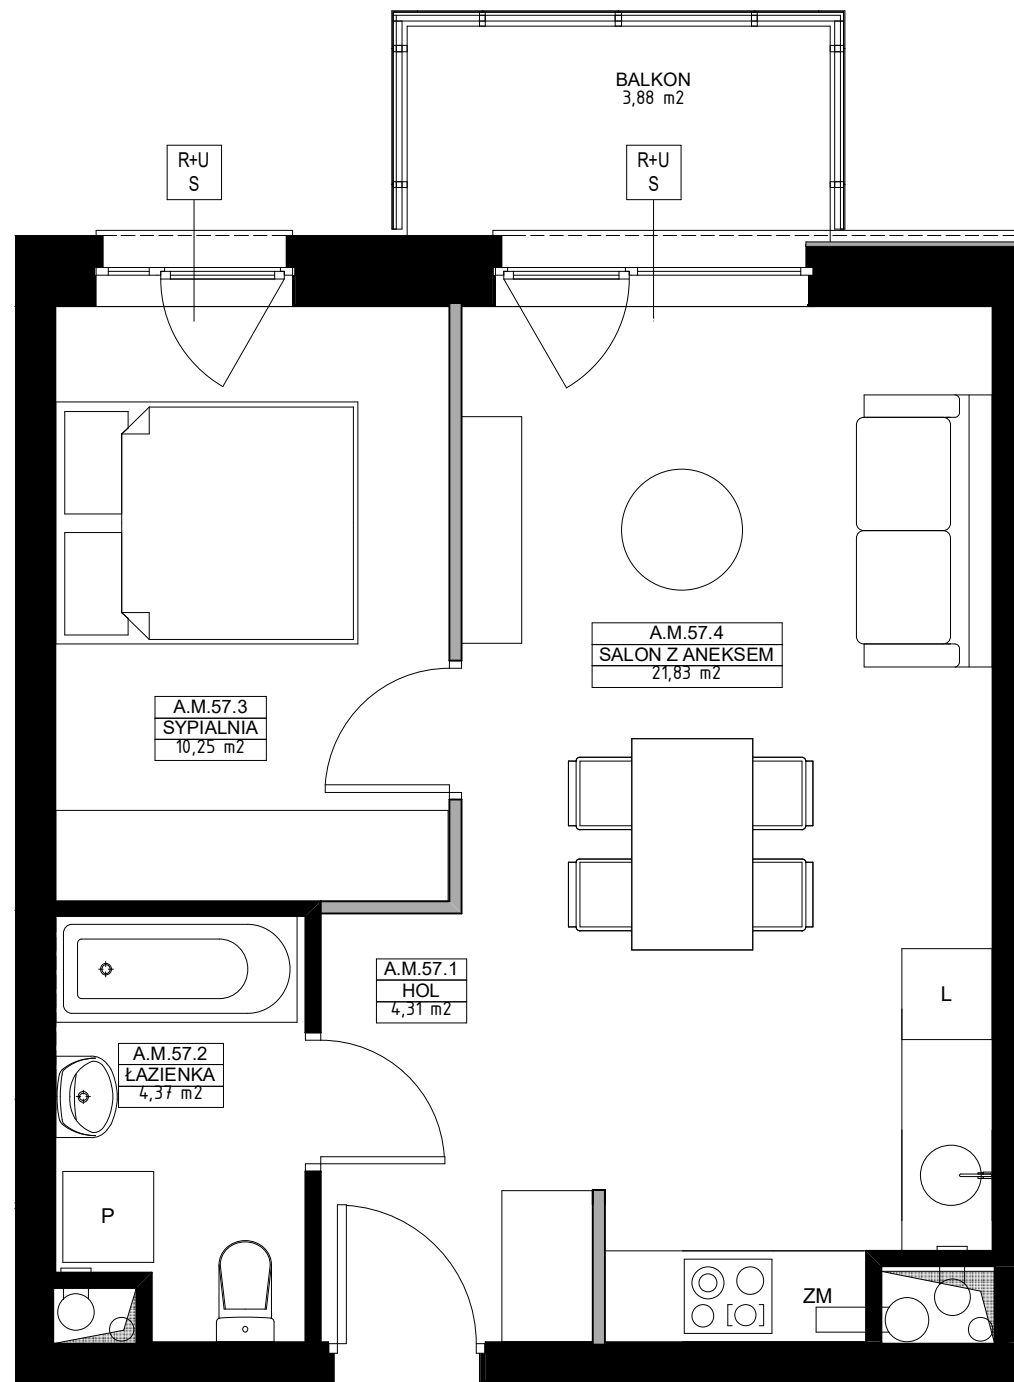 BALKON
3,88 m2
R+U
S
R+U
S
A.M.57.4
SALON Z ANEKSEM
21,83 m2
A.M.57.3
SYPIALNIA
10,25 m2
A.M.57.1
HOL
4,31 m2
L
A.M.57.2
ŁAZIENKA
4,37 m2
P
ZM